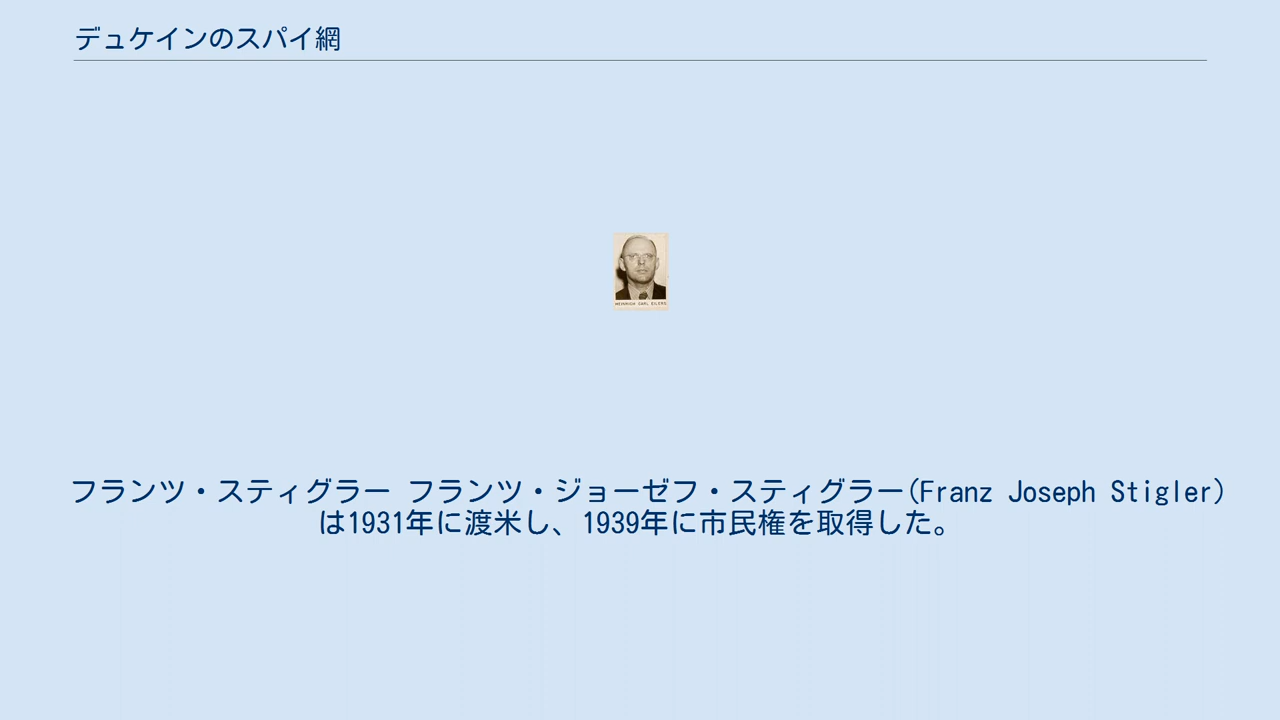 デュケインのスパイ網
HEINRICH CARL EILERS
フランツ・スティグラー フランツ・ジョーゼフ・スティグラー(Franz Joseph Stigler)
は1931年に渡米し、1939年に市民権を取得した。